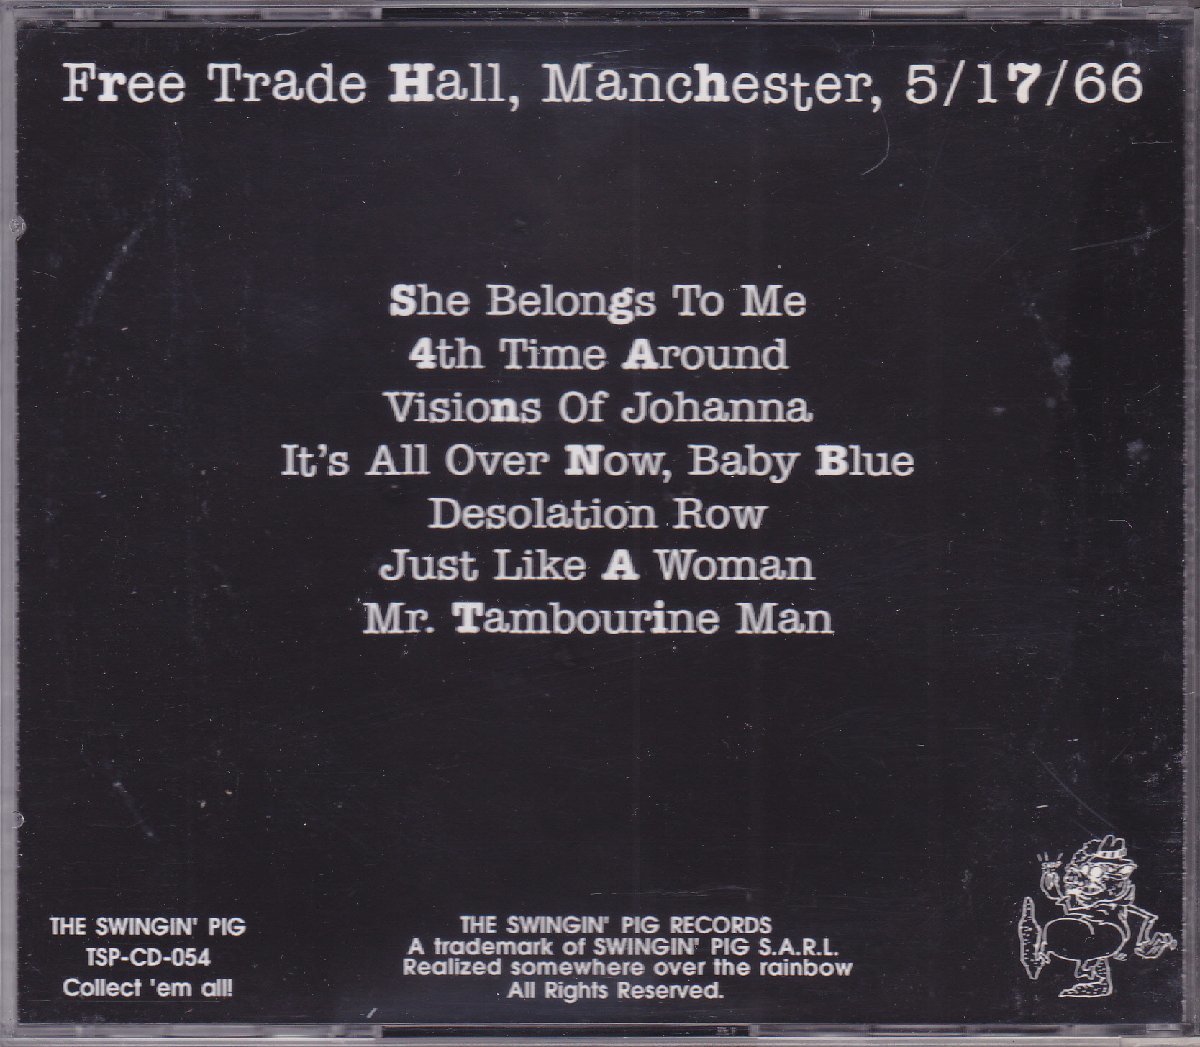 Free Trade Hall, Manchester, 5/17/66
She Belongs To Me
4th Time Around
Visions Of Johanna
It's All Over Now, Baby Blue
Desolation Row
Just Like A Woman
Mr. Tambourine Man
THE SWINGIN' PIG
TSP-CD-054
Collect 'em all!
THE SWINGIN' PIG RECORDS
A trademark of SWINGIN' PIG S.A.R.L.
Realized somewhere over the rainbow
All Rights Reserved.